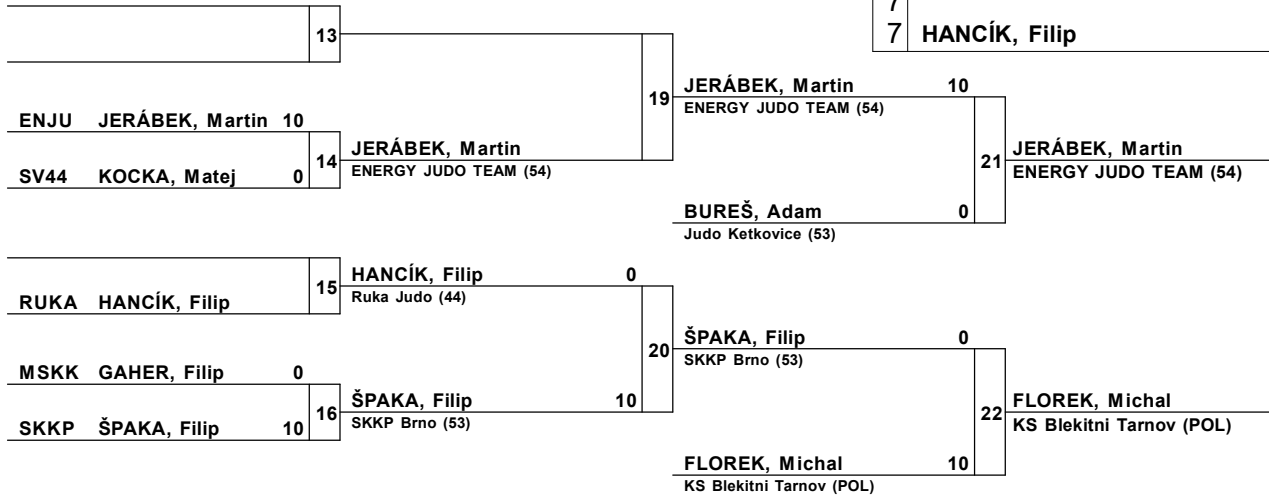 7
7 HANCÍK, Filip
13
JERÁBEK, Martin 10
19
ENERGY JUDO TEAM (54)
ENJU JERÁBEK, Martin 10
JERÁBEK, Martin
14
21
JERÁBEK, Martin
ENERGY JUDO TEAM (54)
ENERGY JUDO TEAM (54)
SV44 KOCKA, Matej 0
BUREŠ, Adam 0
Judo Ketkovice (53)
HANCÍK, Filip 0
15
Ruka Judo (44)
RUKA HANCÍK, Filip
ŠPAKA, Filip 0
20
SKKP Brno (53)
MSKK GAHER, Filip 0
ŠPAKA, Filip 10
16
22
FLOREK, Michal
KS Blekitni Tarnov (POL)
SKKP Brno (53)
SKKP ŠPAKA, Filip 10
FLOREK, Michal 10
KS Blekitni Tarnov (POL)